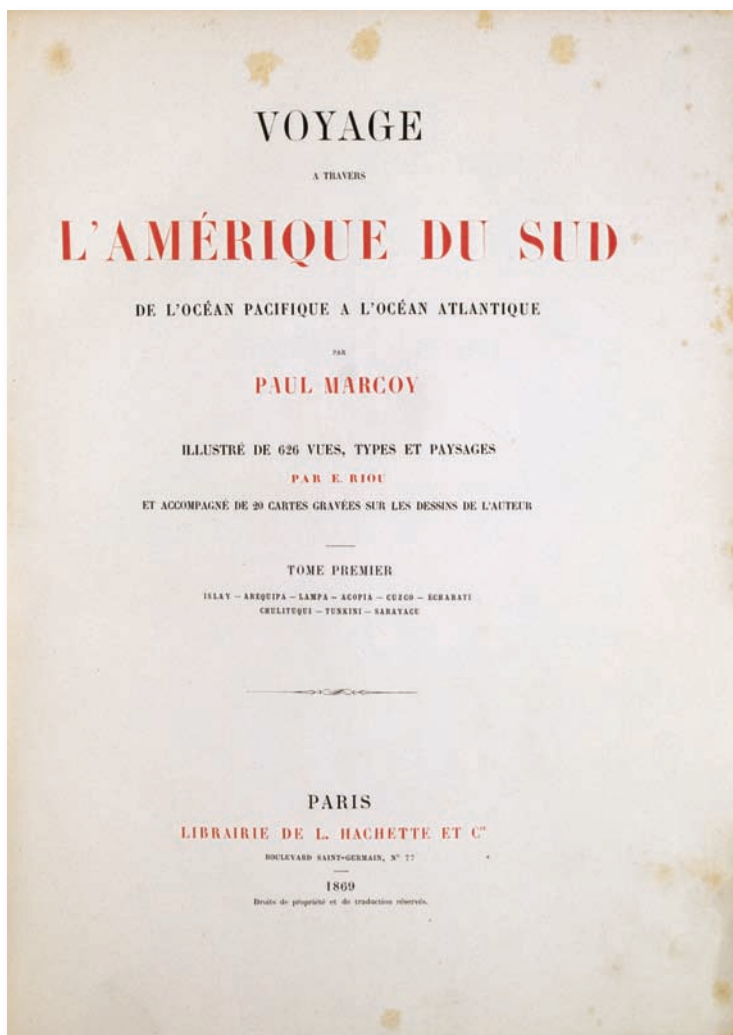 VOYAGE
A TRAVERS
L'AMÉRIQUE DU SUD
DE L'OCÉAN PACIFIQUE A L'OCÉAN ATLANTIQUE
PAR
PAUL MARCOY
ILLUSTRÉ DE 626 VUES, TYPES ET PAYSAGES
PAR E. RIOU
ET ACCOMPAGNÉ DE 20 CARTES GRAVÉES SUR LES DESSINS DE L'AUTEUR
TOME PREMIER
ISLAY — AREQUIPA — LAMPA — ACOPIA — CUZCO — ECHARATI
CHULITUQUI — TUNKINI — SARAYACU
PARIS
LIBRAIRIE DE L. HACHETTE ET Cie
BOULEVARD SAINT-GERMAIN, N° 77
1869
Droits de propriété et de traduction réservés.